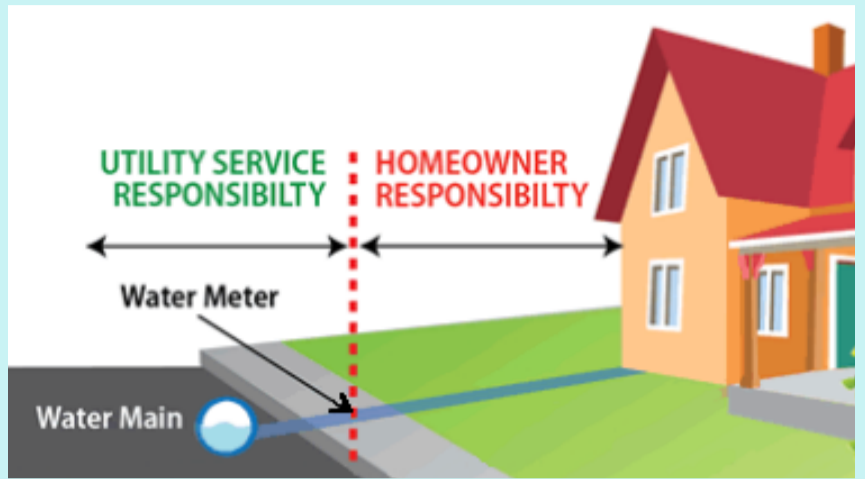 UTILITY SERVICE
RESPONSIBILTY
HOMEOWNER
RESPONSIBILTY
Water Meter
Water Main